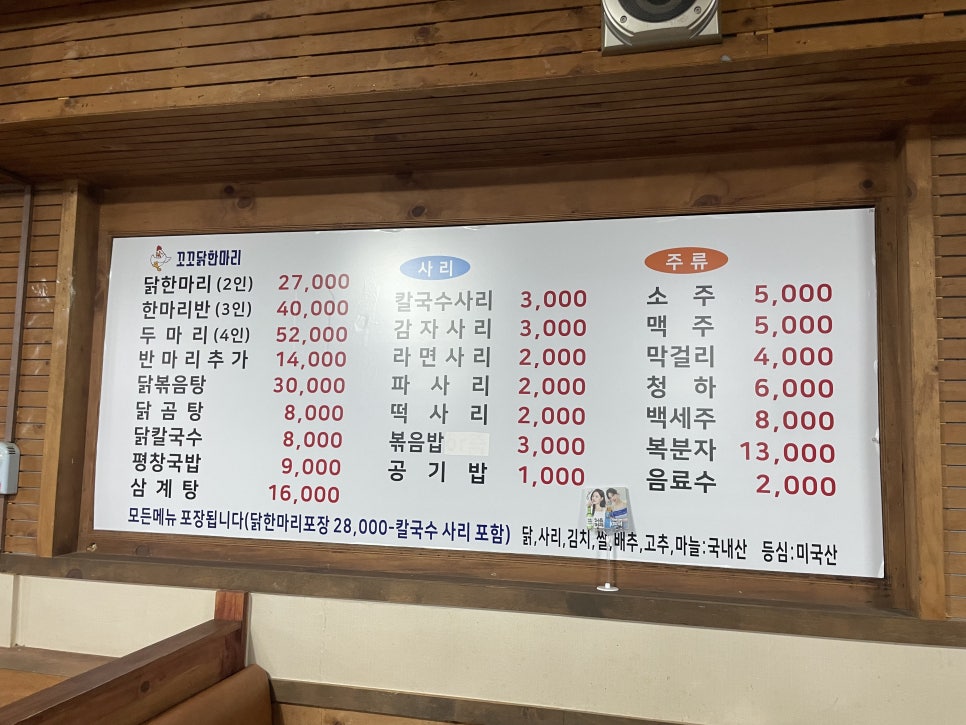 꼬꼬닭한마리
닭한마리(2인) 27,000
한마리반(3인) 40,000
두마리(4인) 52,000
반마리추가 14,000
닭볶음탕 30,000
닭곰탕 8,000
닭칼국수 8,000
평창국밥 9,000
삼계탕 16,000
사리
칼국수사리 3,000
감자사리 3,000
라면사리 2,000
파사리 2,000
떡사리 2,000
볶음밥 3,000
공기밥 1,000
주류
소주 5,000
맥주 5,000
막걸리 4,000
청하 6,000
백세주 8,000
복분자 13,000
음료수 2,000
모든메뉴 포장됩니다(닭한마리포장 28,000-칼국수 사리 포함)
닭,사리,김치,쌀,배추,고추,마늘:국내산 등심:미국산